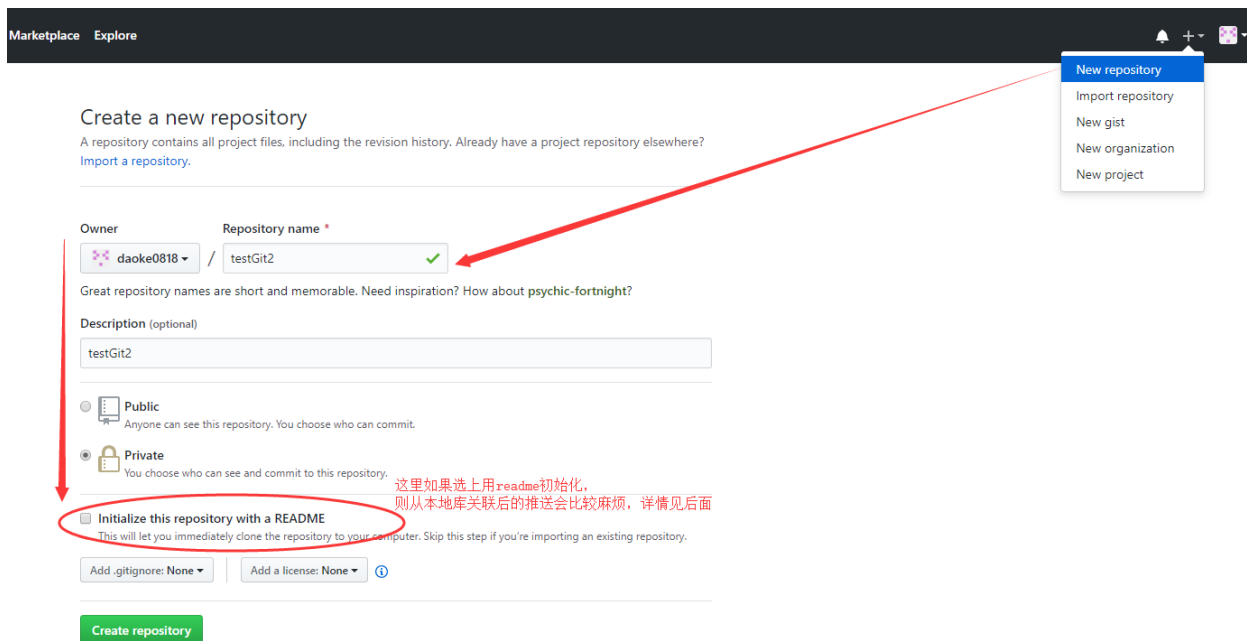 Marketplace Explore
New repository
Import repository
New gist
New organization
New project
Create a new repository
A repository contains all project files, including the revision history. Already have a project repository elsewhere?
Import a repository.
Owner Repository name *
daoke0818 / testGit2
Great repository names are short and memorable. Need inspiration? How about psychic-fortnight?
Description (optional)
testGit2
Public
Anyone can see this repository. You choose who can commit.
Private
You choose who can see and commit to this repository.
这里如果选上用readme初始化，
则从本地库关联后的推送会比较麻烦，详情见后面
Initialize this repository with a README
This will let you immediately clone the repository to your computer. Skip this step if you're importing an existing repository.
Add .gitignore: None Add a license: None
Create repository